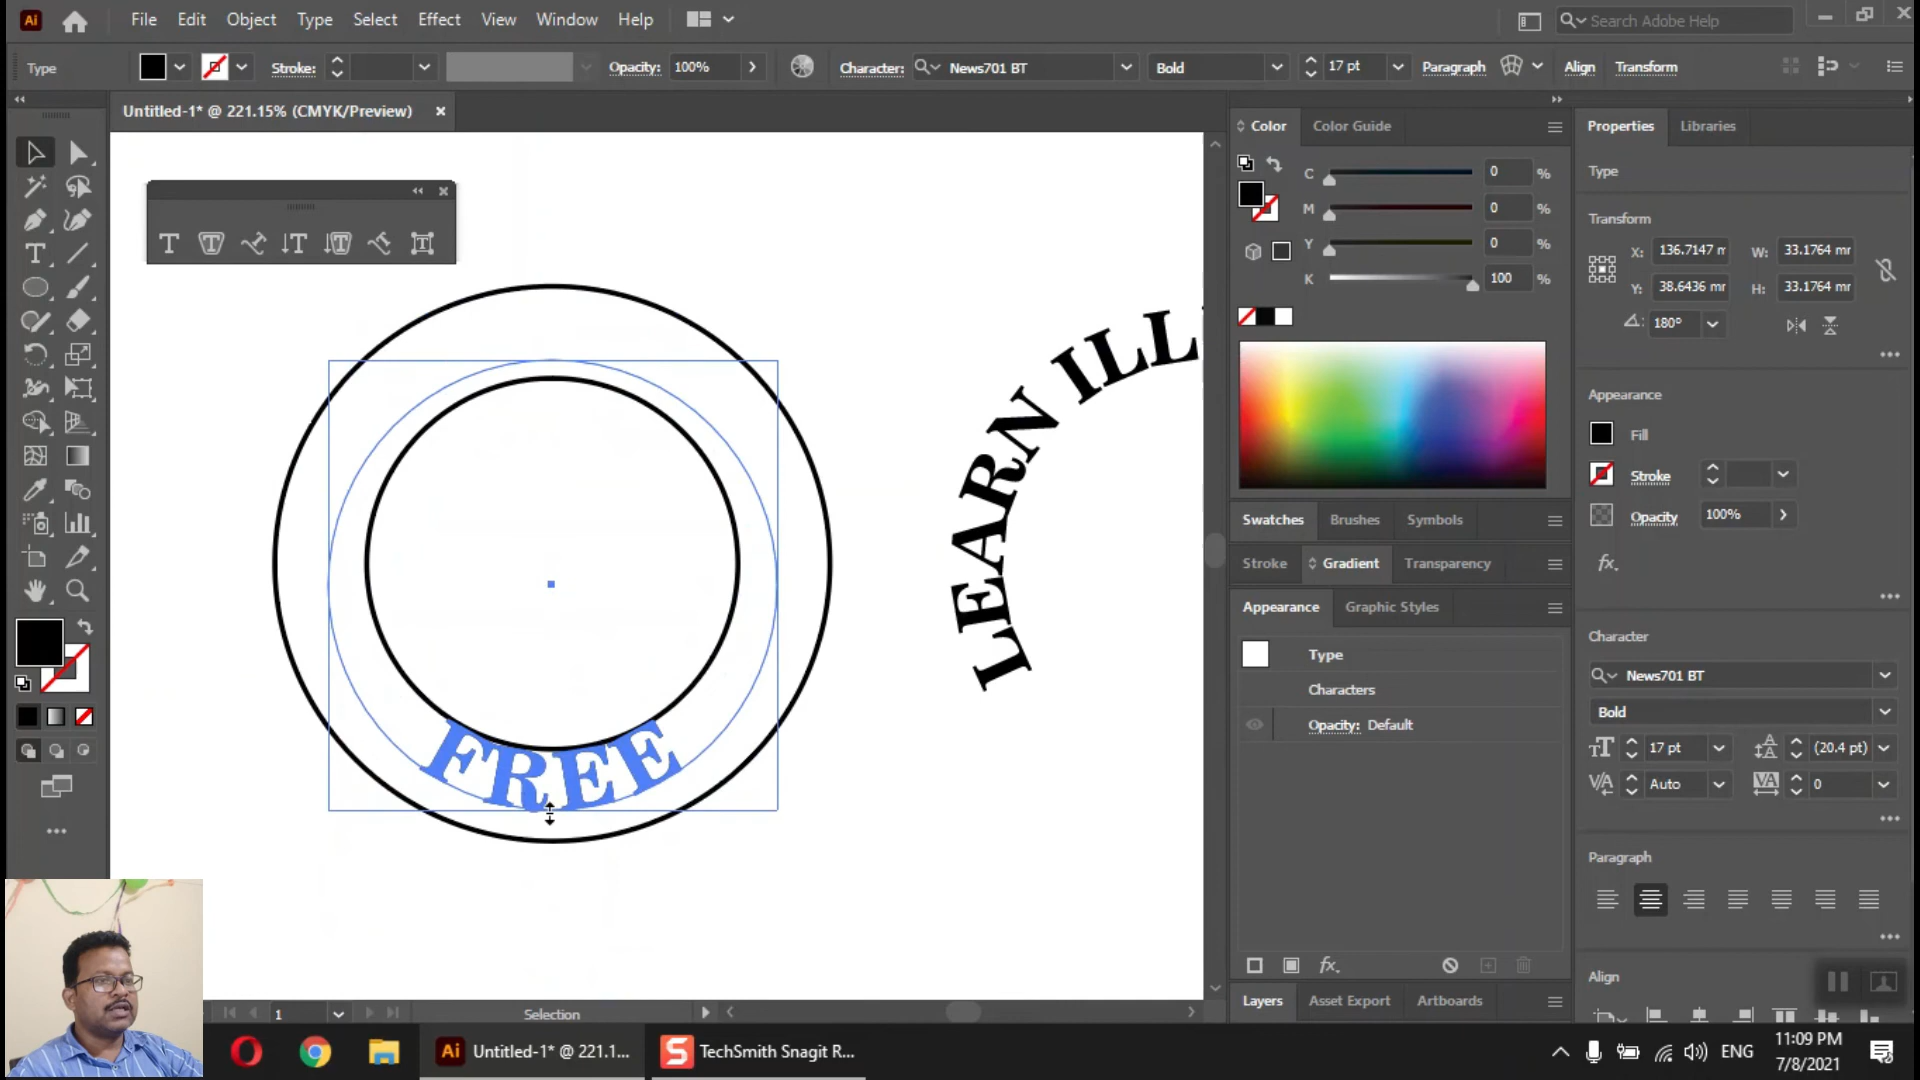 Ai File Edit Object Type Select Effect View Window Help Search Adobe Help
Type Stroke: Opacity: 100% Character: News701 BT Bold 17 pt Paragraph Align Transform
Untitled-1* @ 221.15% (CMYK/Preview)
Color Color Guide
C 0 %
M 0 %
Y 0 %
K 100 %
Swatches Brushes Symbols
Stroke Gradient Transparency
Appearance Graphic Styles
Type
Characters
Opacity: Default
Layers Asset Export Artboards
Properties Libraries
Type
Transform
X: 136.7147 m W: 33.1764 mr
Y: 38.6436 mr H: 33.1764 mr
180°
Appearance
Fill
Stroke
Opacity 100%
fx
Character
News701 BT
Bold
17 pt (20.4 pt)
Auto 0
Paragraph
Align
LEARN ILL
FREE
1 Selection
Ai Untitled-1* @ 221.1... S TechSmith Snagit R... ENG 11:09 PM
7/8/2021